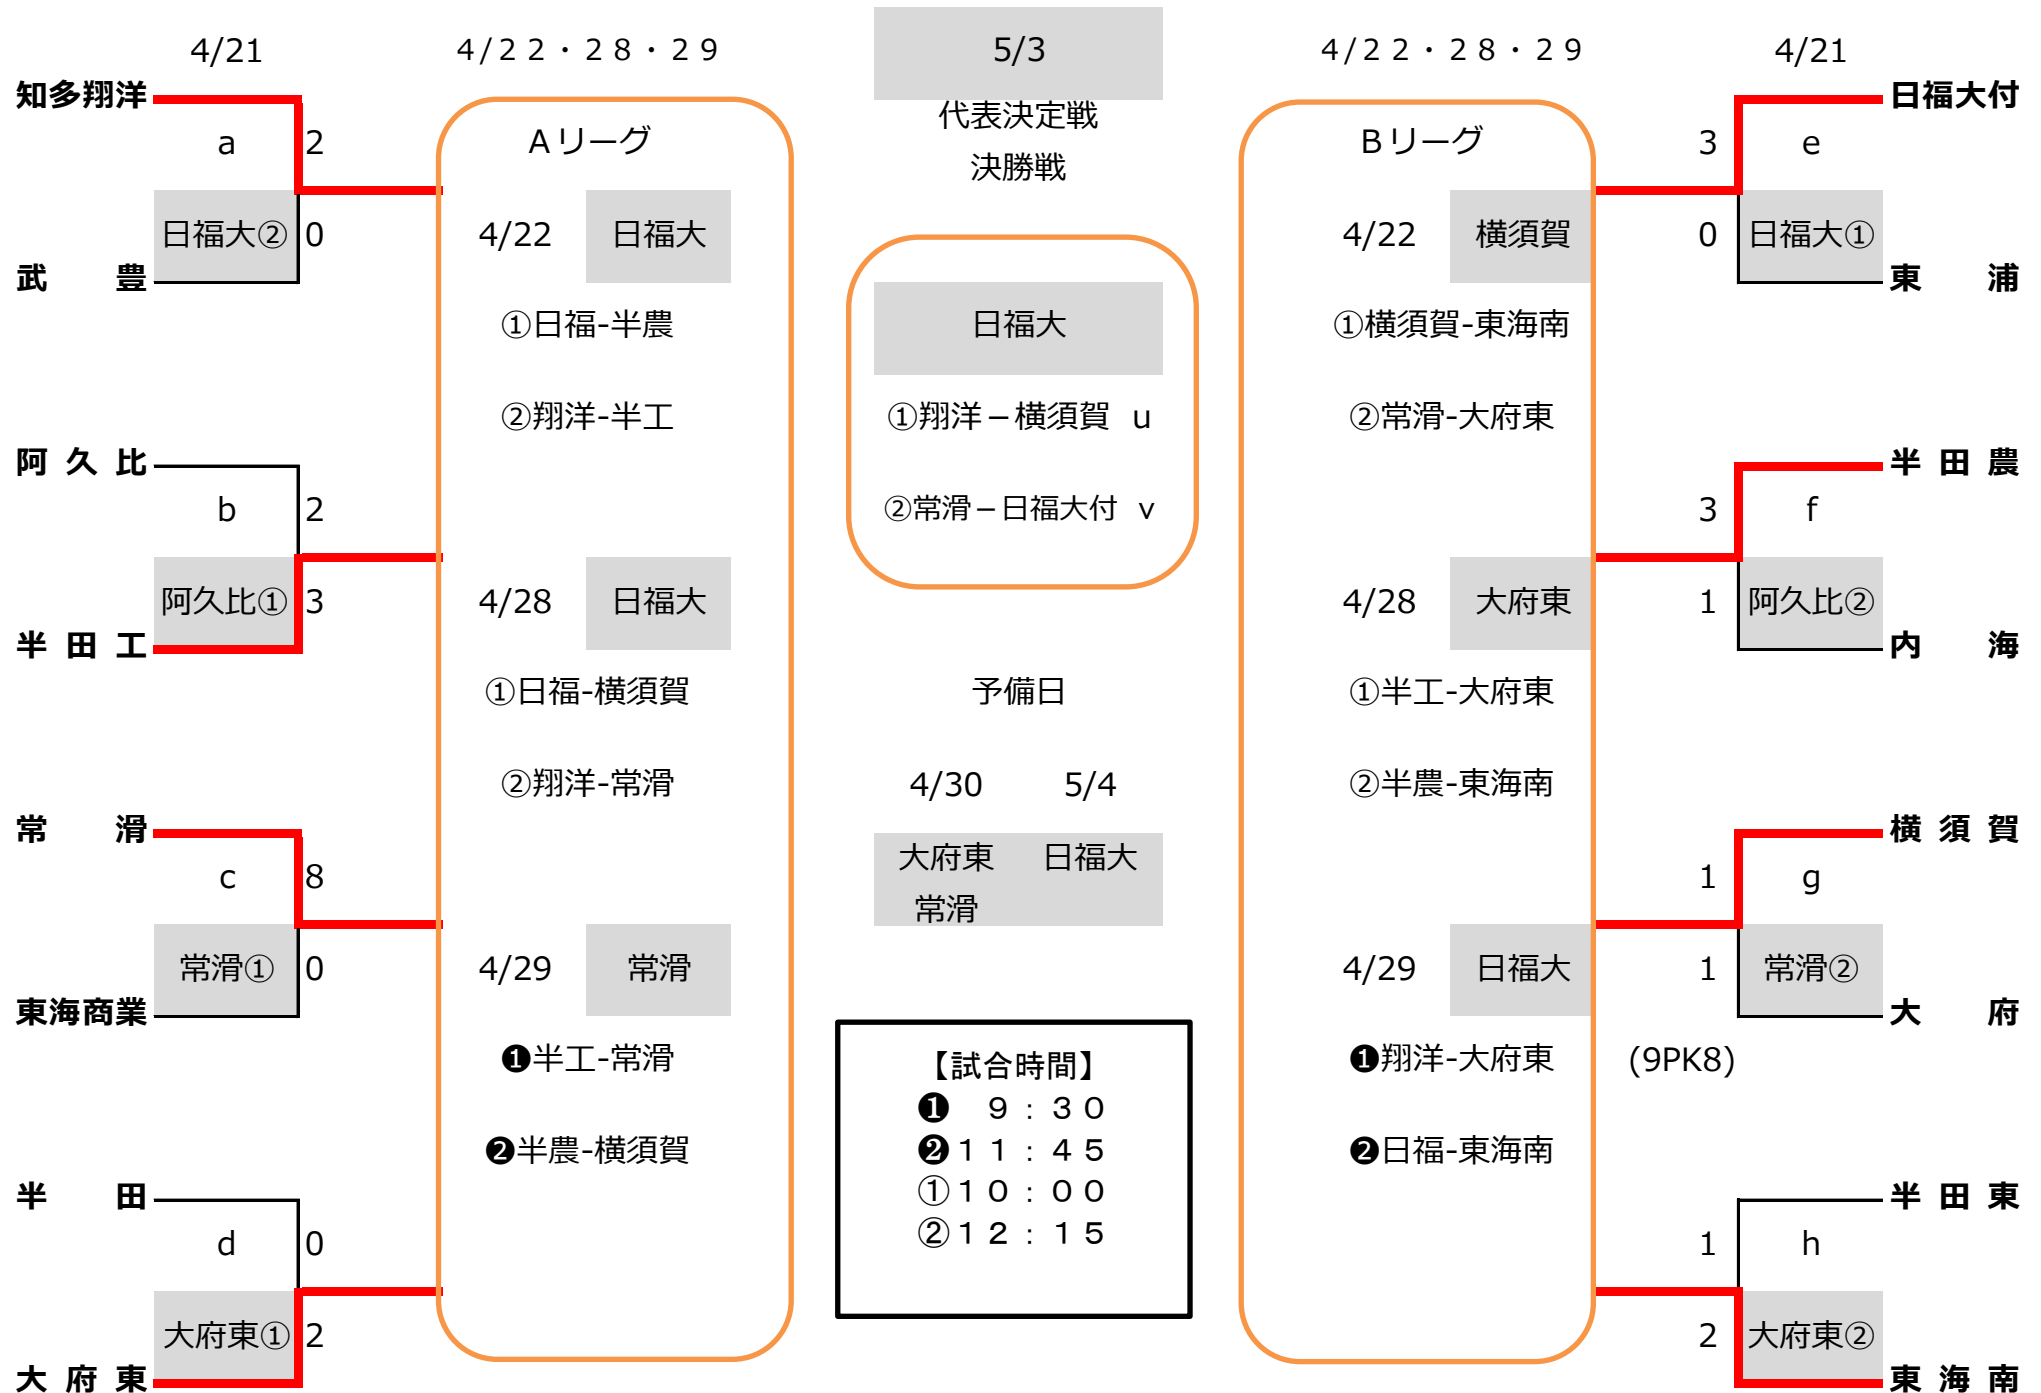 4/21
4/２２・２８・２９
5/3
4/２２・２８・２９
4/21
知多翔洋
a
2
日福大②
0
武　　豊
阿 久 比
b
2
阿久比①
3
半 田 工
常　　滑
c
8
常滑①
0
東海商業
半　　田
d
0
大府東①
2
大 府 東
Ａリーグ
4/22 日福大
①日福-半農
②翔洋-半工
4/28 日福大
①日福-横須賀
②翔洋-常滑
4/29 常滑
❶半工-常滑
❷半農-横須賀
代表決定戦
決勝戦
日福大
①翔洋－横須賀 u
②常滑－日福大付 v
予備日
4/30 5/4
大府東 日福大
常滑
【試合時間】
❶　９：３０
❷１１：４５
①１０：００
②１２：１５
Ｂリーグ
4/22 横須賀
①横須賀-東海南
②常滑-大府東
4/28 大府東
①半工-大府東
②半農-東海南
4/29 日福大
❶翔洋-大府東
❷日福-東海南
日福大付
3
e
0
日福大①
東　　浦
半 田 農
3
f
1
阿久比②
内　　海
横 須 賀
1
g
1
常滑②
大　　府
(9PK8)
半 田 東
1
h
2
大府東②
東 海 南